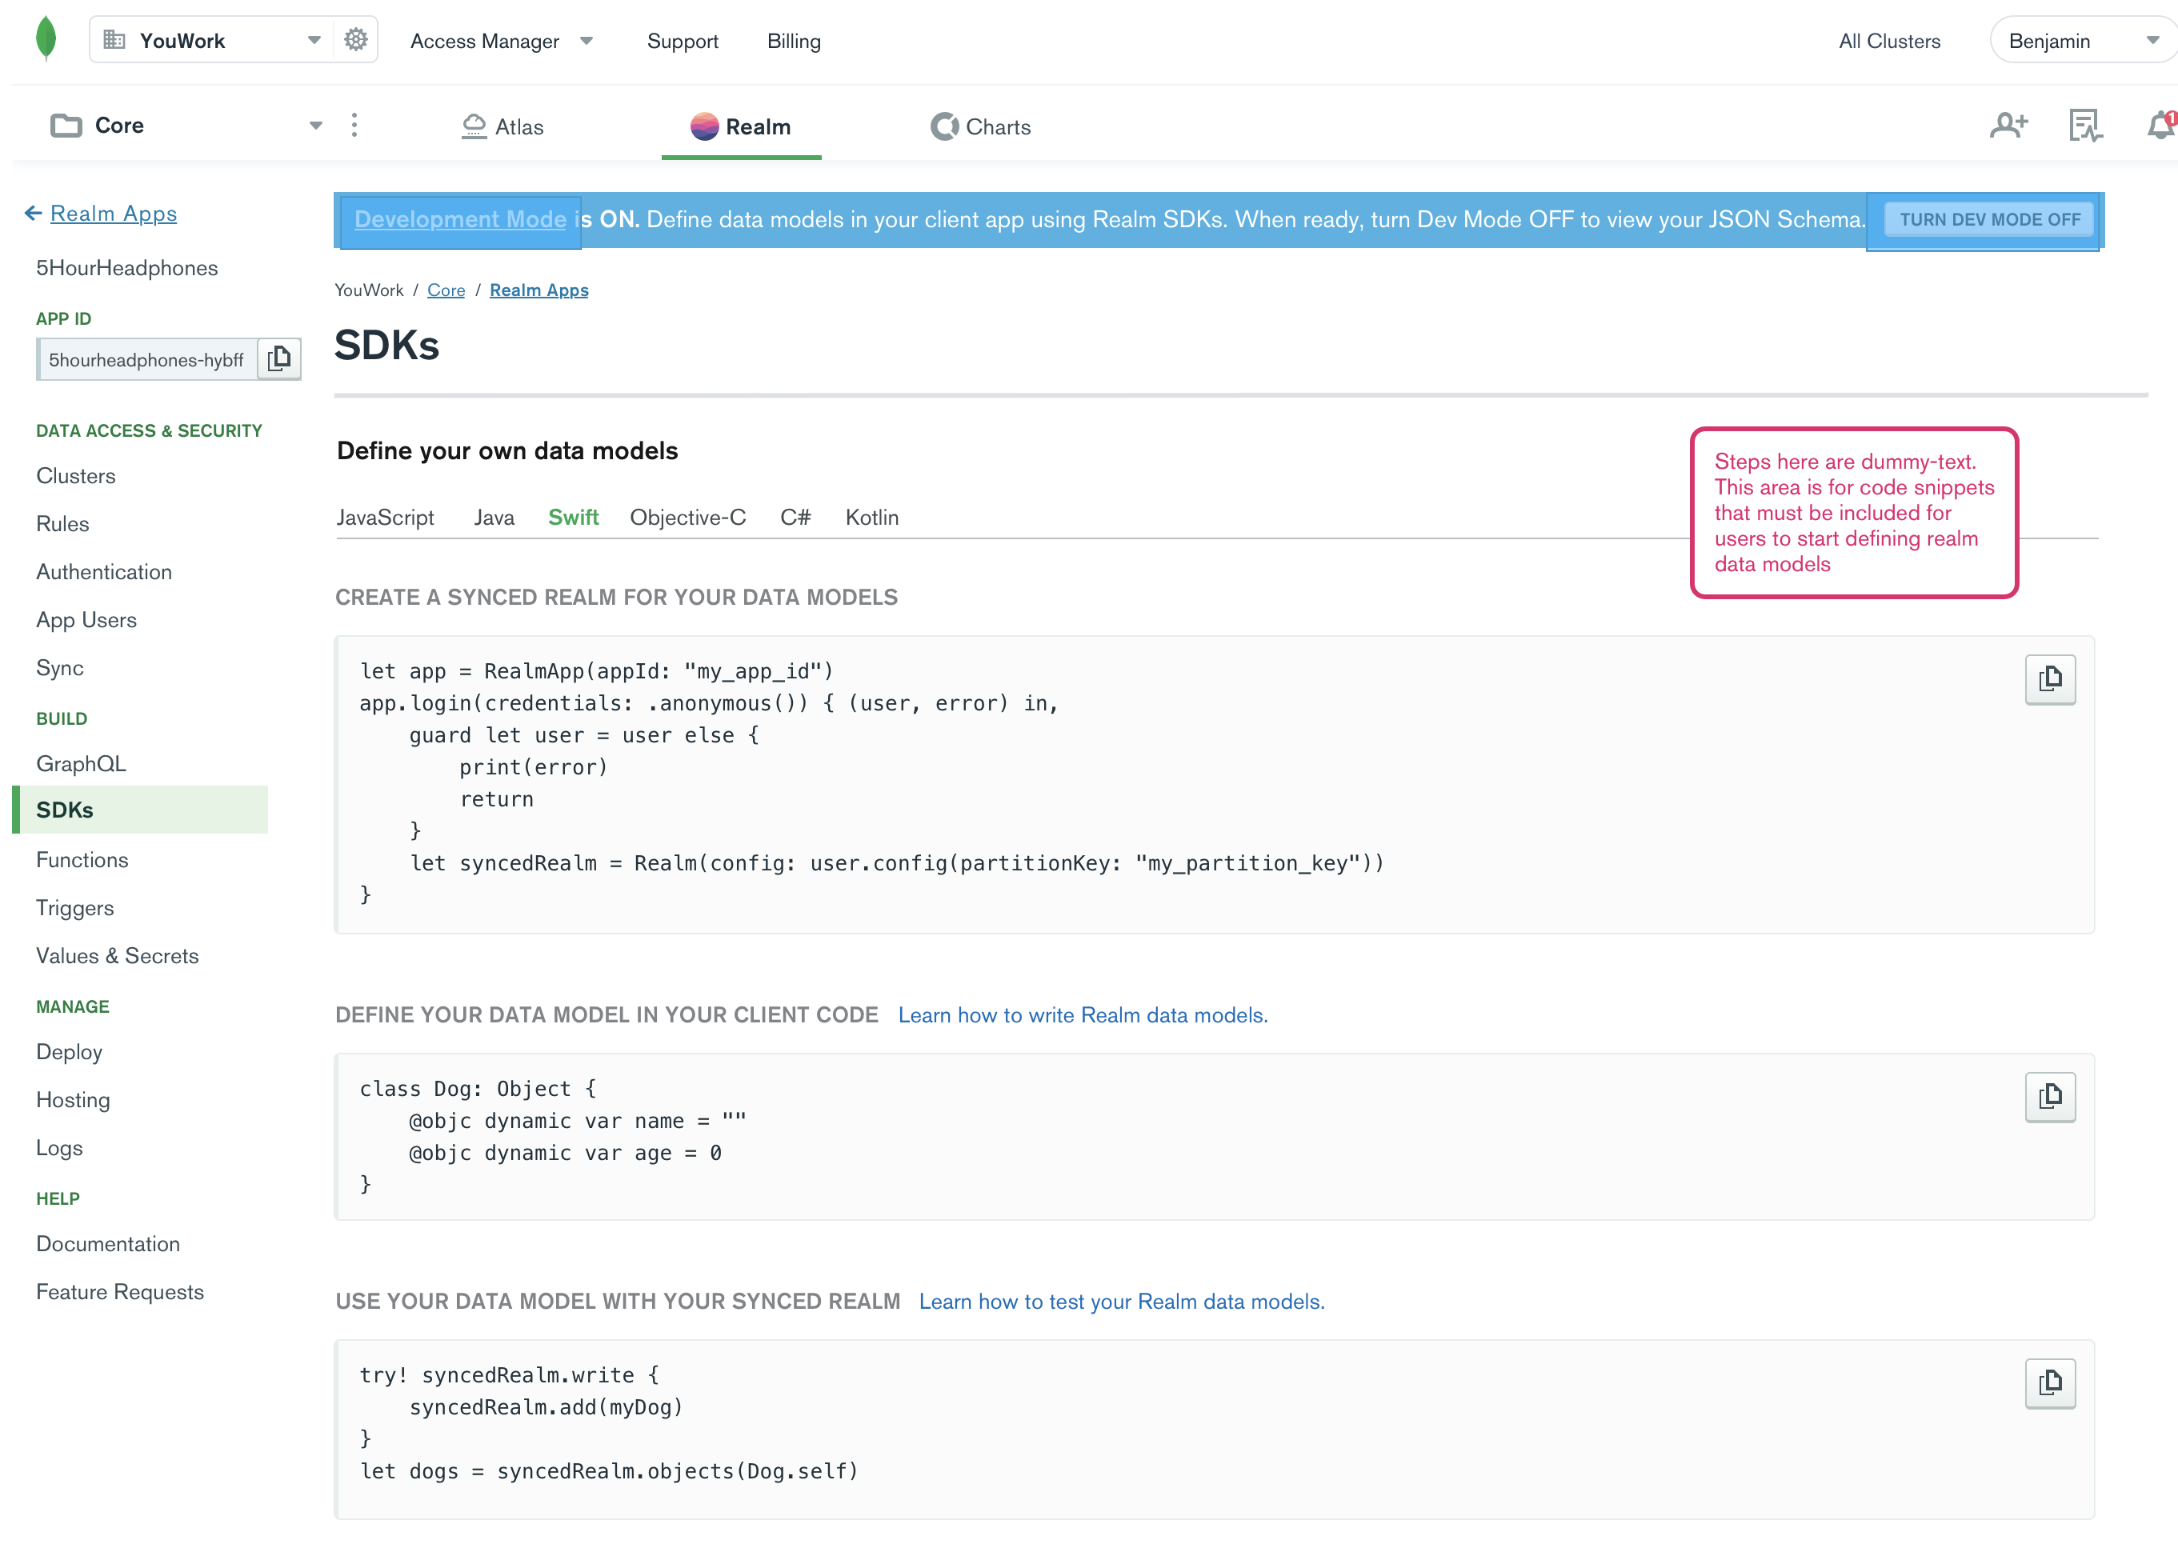 YouWork
Access Manager
Support
Billing
All Clusters
Benjamin
Core
Atlas
Realm
Charts
1
Realm Apps
5HourHeadphones
APP ID
5hourheadphones-hybff
DATA ACCESS & SECURITY
Clusters
Rules
Authentication
App Users
Sync
BUILD
GraphQL
SDKs
Functions
Triggers
Values & Secrets
MANAGE
Deploy
Hosting
Logs
HELP
Documentation
Feature Requests
Development Mode is ON. Define data models in your client app using Realm SDKs. When ready, turn Dev Mode OFF to view your JSON Schema.
TURN DEV MODE OFF
YouWork / Core / Realm Apps
SDKs
Define your own data models
JavaScript Java Swift Objective-C C# Kotlin
Steps here are dummy-text.
This area is for code snippets
that must be included for
users to start defining realm
data models
CREATE A SYNCED REALM FOR YOUR DATA MODELS
let app = RealmApp(appId: "my_app_id")
app.login(credentials: .anonymous()) { (user, error) in,
    guard let user = user else {
        print(error)
        return
    }
    let syncedRealm = Realm(config: user.config(partitionKey: "my_partition_key"))
}
DEFINE YOUR DATA MODEL IN YOUR CLIENT CODE Learn how to write Realm data models.
class Dog: Object {
    @objc dynamic var name = ""
    @objc dynamic var age = 0
}
USE YOUR DATA MODEL WITH YOUR SYNCED REALM Learn how to test your Realm data models.
try! syncedRealm.write {
    syncedRealm.add(myDog)
}
let dogs = syncedRealm.objects(Dog.self)